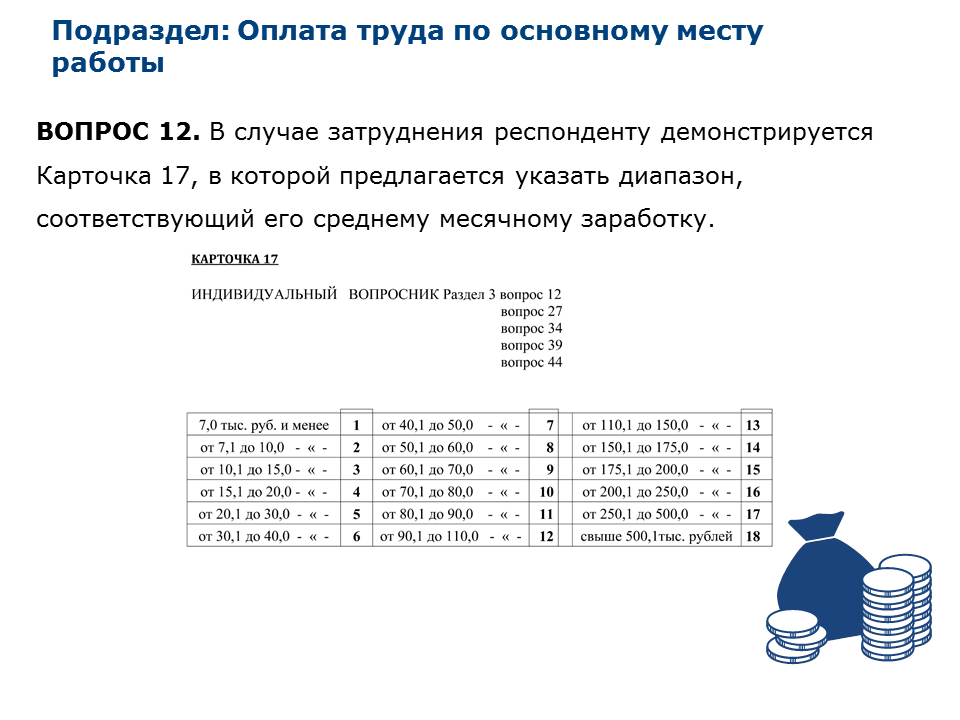 Подраздел: Оплата труда по основному месту
работы
ВОПРОС 12. В случае затруднения респонденту демонстрируется
Карточка 17, в которой предлагается указать диапазон,
соответствующий его среднему месячному заработку.
КАРТОЧКА 17
ИНДИВИДУАЛЬНЫЙ ВОПРОСНИК Раздел 3 вопрос 12
вопрос 27
вопрос 34
вопрос 39
вопрос 44
7,0 тыс. руб. и менее 1 от 40,1 до 50,0 - « - 7 от 110,1 до 150,0 - « - 13
от 7,1 до 10,0 - « - 2 от 50,1 до 60,0 - « - 8 от 150,1 до 175,0 - « - 14
от 10,1 до 15,0 - « - 3 от 60,1 до 70,0 - « - 9 от 175,1 до 200,0 - « - 15
от 15,1 до 20,0 - « - 4 от 70,1 до 80,0 - « - 10 от 200,1 до 250,0 - « - 16
от 20,1 до 30,0 - « - 5 от 80,1 до 90,0 - « - 11 от 250,1 до 500,0 - « - 17
от 30,1 до 40,0 - « - 6 от 90,1 до 110,0 - « - 12 свыше 500,1тыс. рублей 18